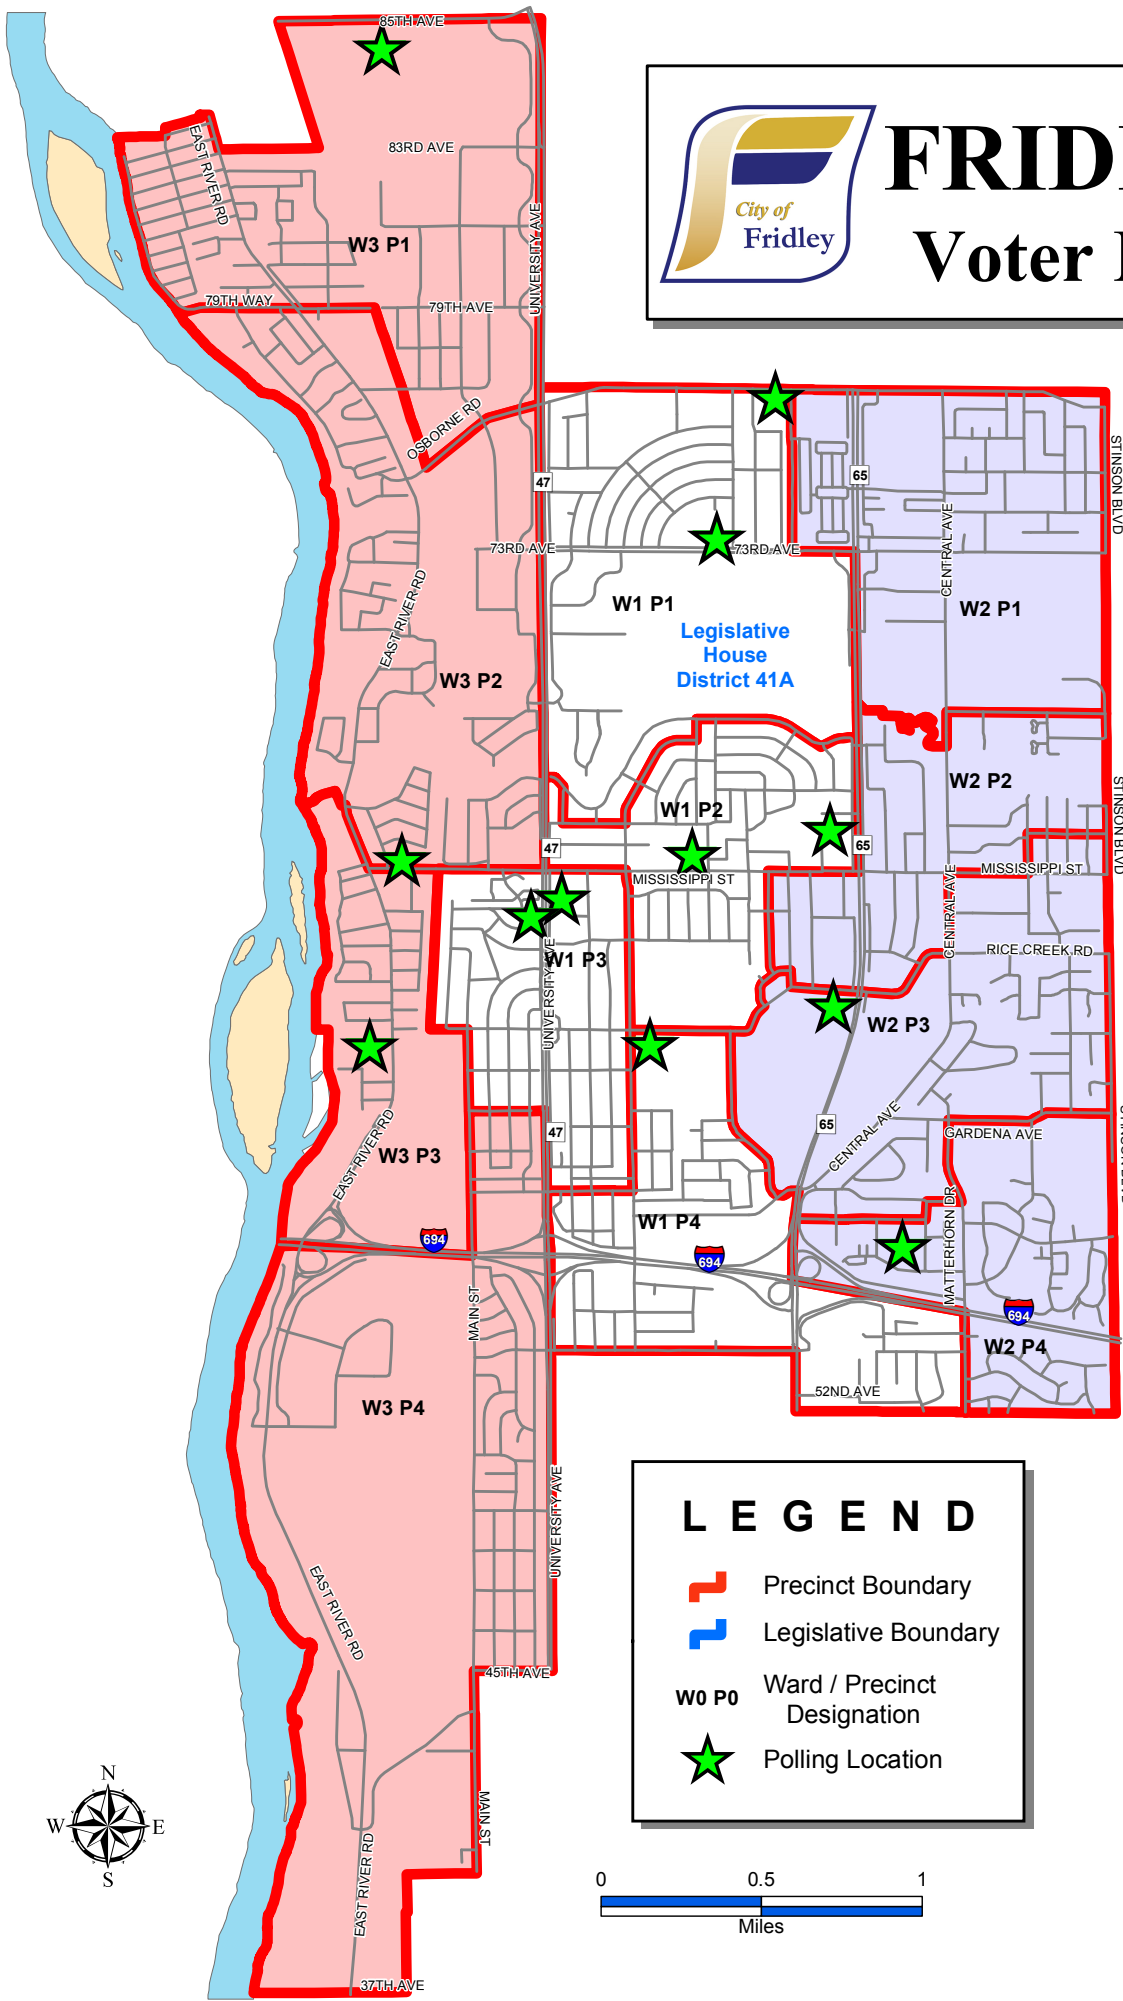 85TH AVE
FRIDL
Voter
City of
Fridley
EAST RIVER RD
83RD AVE
W3 P1
UNIVERSITY AVE
79TH WAY
79TH AVE
OSBORNE RD
STINSON BLVD
47
65
73RD AVE
73RD AVE
CENTRAL AVE
EAST RIVER RD
W1 P1
W2 P1
Legislative
House
District 41A
W3 P2
W2 P2
STINSON BLVD
W1 P2
47
65
MISSISSIPPI ST
MISSISSIPPI ST
CENTRAL AVE
UNIVERSITY AVE
W1 P3
RICE CREEK RD
W2 P3
65
47
CENTRAL AVE
GARDENA AVE
EAST RIVER RD
W3 P3
MATTERHORN DR
W1 P4
694
694
694
MAIN ST
W2 P4
52ND AVE
W3 P4
UNIVERSITY AVE
LEGEND
Precinct Boundary
Legislative Boundary
W0 P0
Ward / Precinct
Designation
Polling Location
EAST RIVER RD
45TH AVE
N
W E
S
MAIN ST
EAST RIVER RD
0 0.5 1
Miles
37TH AVE